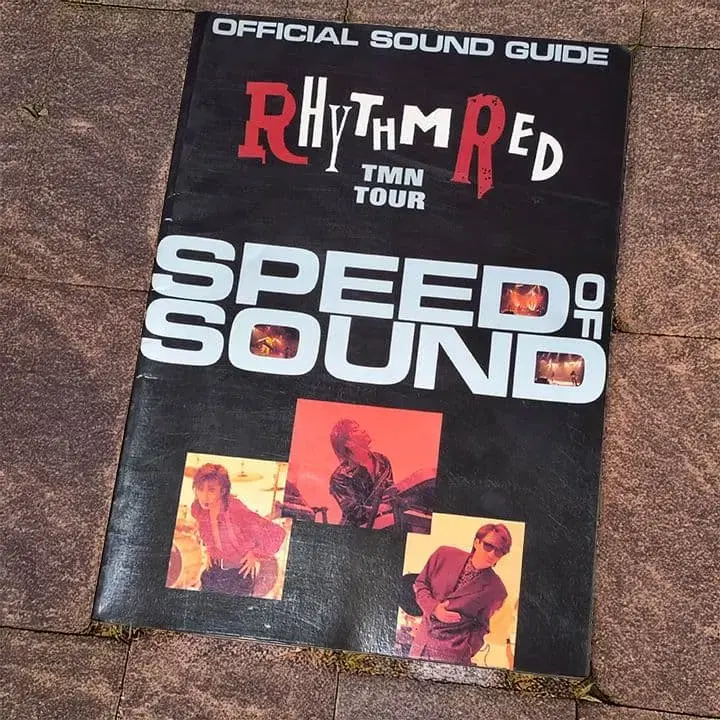 OFFICIAL SOUND GUIDE
RHYTHM RED
TMN
TOUR
SPEED OF
SOUND